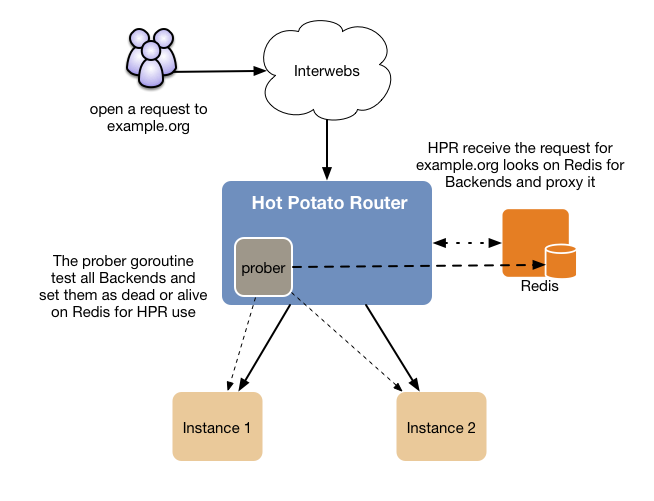 Interwebs
open a request to
example.org
HPR receive the request for
example.org looks on Redis for
Backends and proxy it
Hot Potato Router
prober
The prober goroutine
test all Backends and
set them as dead or alive
on Redis for HPR use
Redis
Instance 1
Instance 2